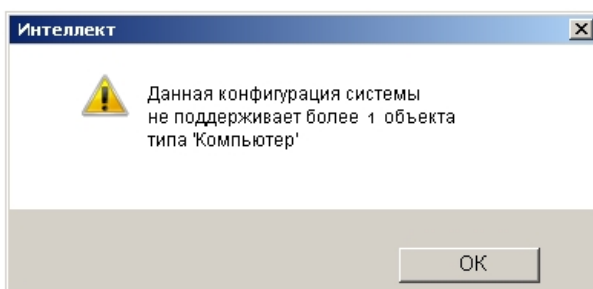 Интеллект
Данная конфигурация системы
не поддерживает более 1 объекта
типа 'Компьютер'
OK